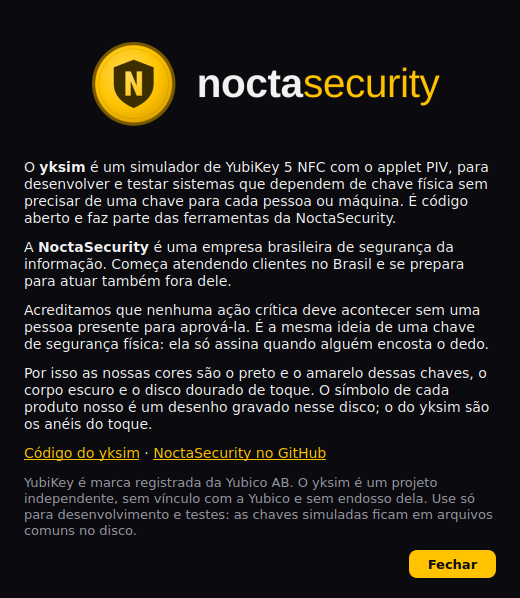 N
noctasecurity
O yksim é um simulador de YubiKey 5 NFC com o applet PIV, para
desenvolver e testar sistemas que dependem de chave física sem
precisar de uma chave para cada pessoa ou máquina. É código
aberto e faz parte das ferramentas da NoctaSecurity.
A NoctaSecurity é uma empresa brasileira de segurança da
informação. Começa atendendo clientes no Brasil e se prepara
para atuar também fora dele.
Acreditamos que nenhuma ação crítica deve acontecer sem uma
pessoa presente para aprová-la. É a mesma ideia de uma chave
de segurança física: ela só assina quando alguém encosta o dedo.
Por isso as nossas cores são o preto e o amarelo dessas chaves, o
corpo escuro e o disco dourado de toque. O símbolo de cada
produto nosso é um desenho gravado nesse disco; o do yksim são
os anéis do toque.
Código do yksim · NoctaSecurity no GitHub
YubiKey é marca registrada da Yubico AB. O yksim é um projeto
independente, sem vínculo com a Yubico e sem endosso dela. Use só
para desenvolvimento e testes: as chaves simuladas ficam em arquivos
comuns no disco.
Fechar